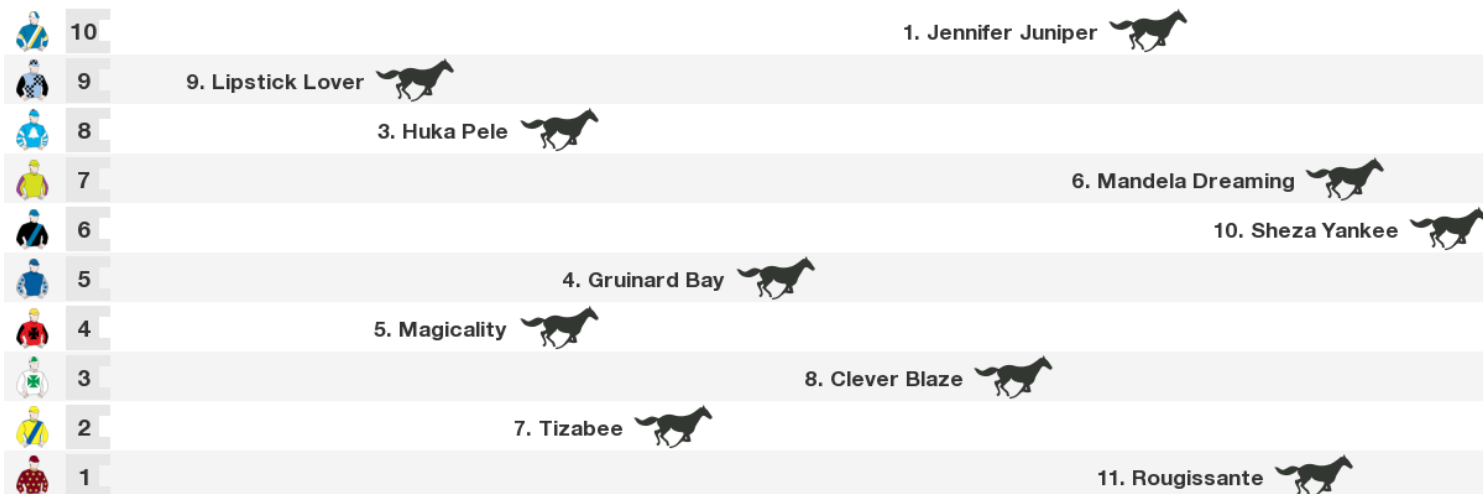 10 1. Jennifer Juniper
9 9. Lipstick Lover
8 3. Huka Pele
7 6. Mandela Dreaming
6 10. Sheza Yankee
5 4. Gruinard Bay
4 5. Magicality
3 8. Clever Blaze
2 7. Tizabee
1 11. Rougissante